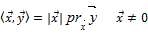 ⟨x⃗, y⃗⟩ = |x⃗| pr_x⃗ y⃗    x⃗ ≠ 0